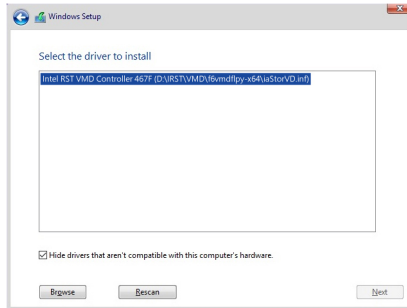 Windows Setup
Select the driver to install
Intel RST VMD Controller 467F (D:\IRST\VMD\f6vmdflpy-x64\iaStorVD.inf)
Hide drivers that aren't compatible with this computer's hardware.
Browse
Rescan
Next